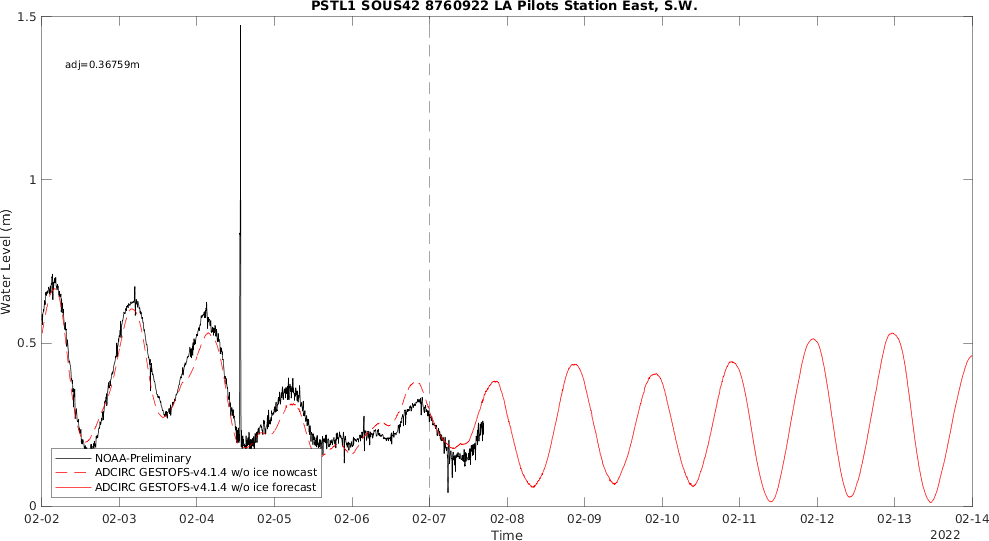 PSTL1 SOUS42 8760922 LA Pilots Station East, S.W.
1.5
adj=0.36759m
1
Water Level (m)
0.5
NOAA-Preliminary
ADCIRC GESTOFS-v4.1.4 w/o ice nowcast
ADCIRC GESTOFS-v4.1.4 w/o ice forecast
0
02-02 02-03 02-04 02-05 02-06 02-07 02-08 02-09 02-10 02-11 02-12 02-13 02-14
Time
2022